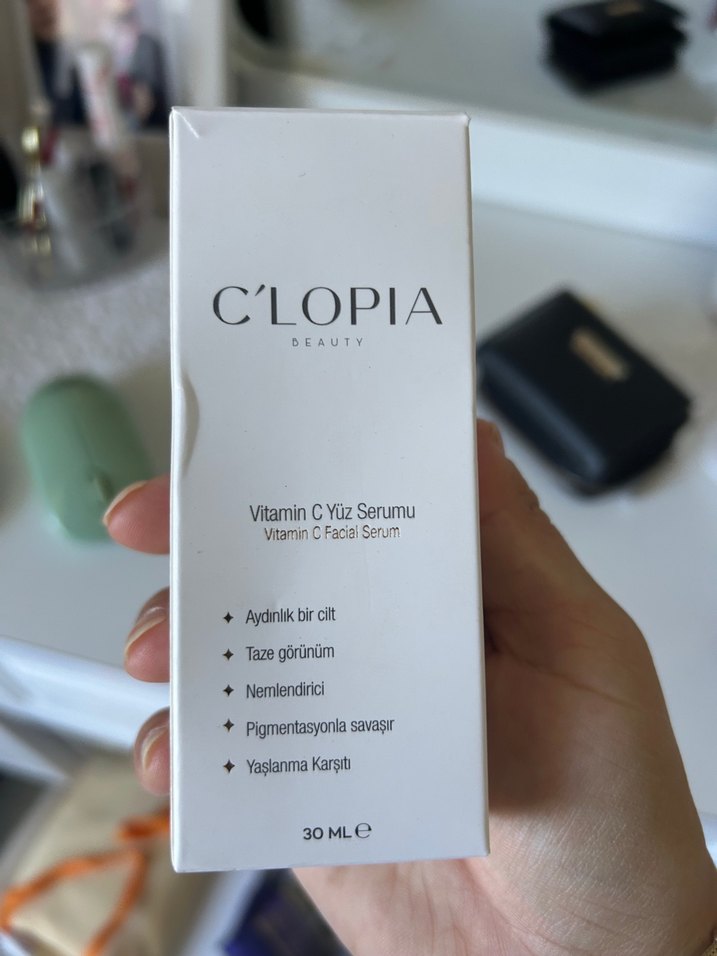 C'LOPIA
BEAUTY
Vitamin C Yüz Serumu
Vitamin C Facial Serum
✦ Aydınlık bir cilt
✦ Taze görünüm
✦ Nemlendirici
✦ Pigmentasyonla savaşır
✦ Yaşlanma Karşıtı
30 ML ℮